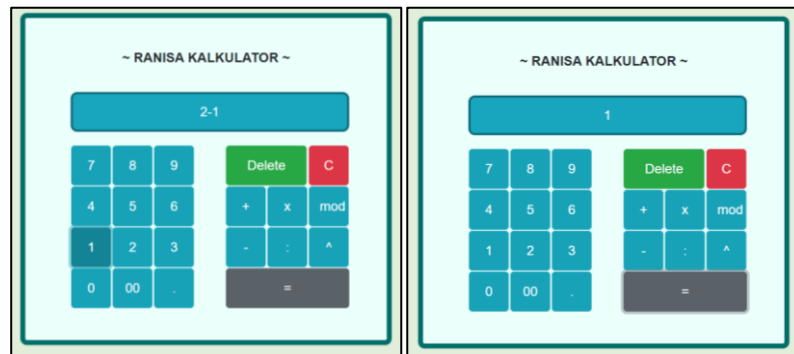 ~ RANISA KALKULATOR ~
2-1
7 8 9 Delete C
4 5 6 + x mod
1 2 3 - : ^
0 00 . =
~ RANISA KALKULATOR ~
1
7 8 9 Delete C
4 5 6 + x mod
1 2 3 - : ^
0 00 . =